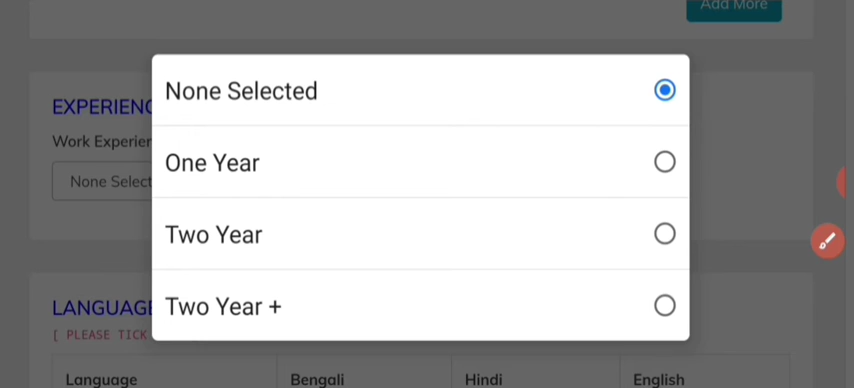 Add More
None Selected
EXPERIENC
Work Experien
One Year
None Select
Two Year
LANGUAGE
Two Year +
[ PLEASE TICK
Language Bengali Hindi English